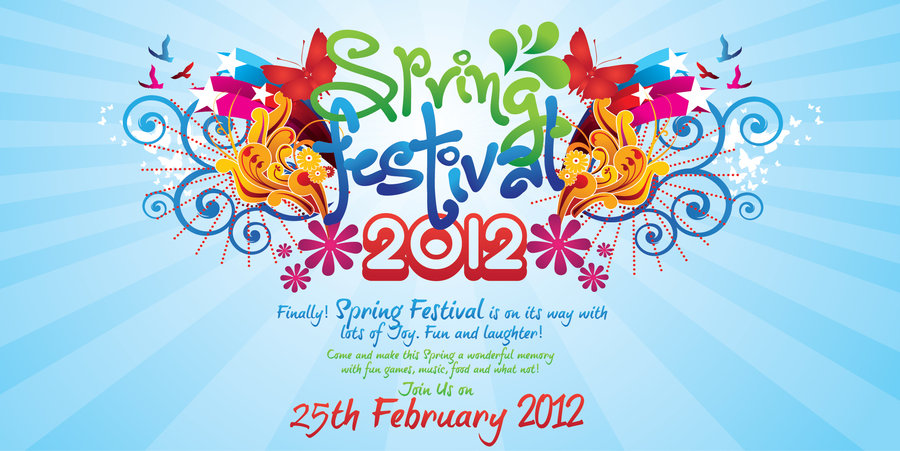 Spring
festival
2012
Finally! Spring Festival is on its way with
lots of Joy. Fun and laughter!
Come and make this Spring a wonderful memory
with fun games, music, food and what not!
Join Us on
25th February 2012